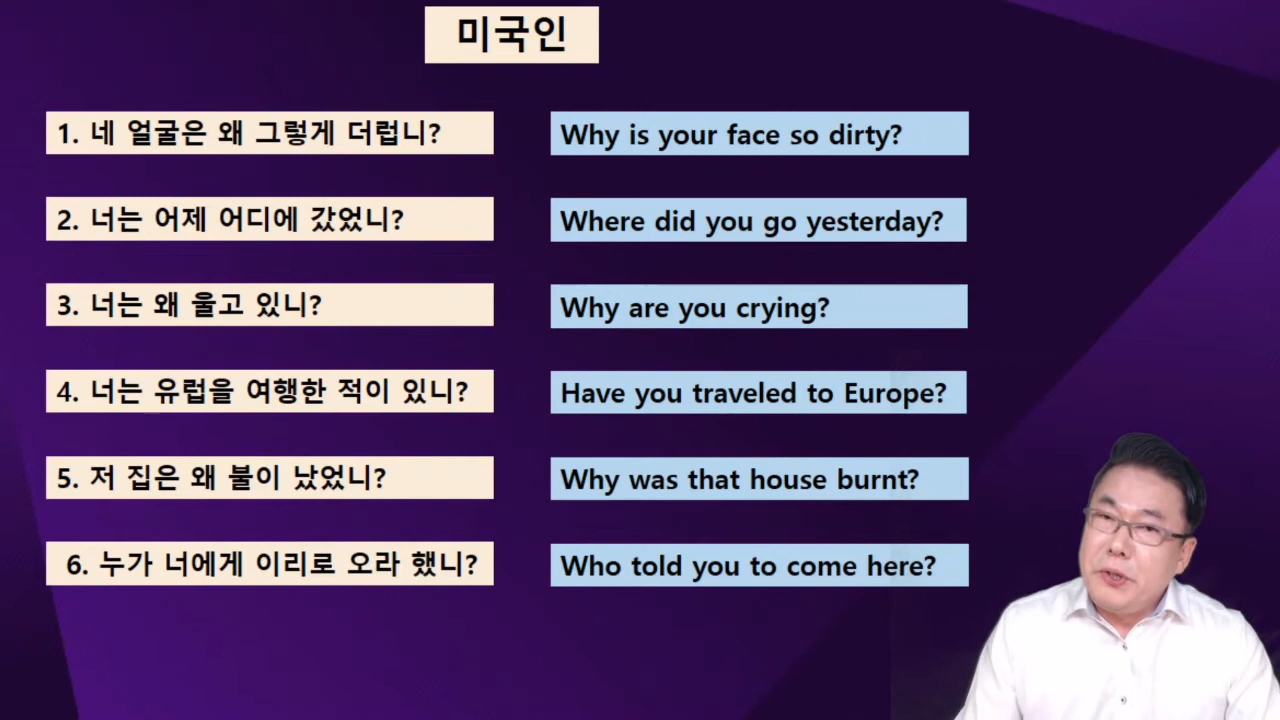 미국인
1. 네 얼굴은 왜 그렇게 더럽니?
Why is your face so dirty?
2. 너는 어제 어디에 갔었니?
Where did you go yesterday?
3. 너는 왜 울고 있니?
Why are you crying?
4. 너는 유럽을 여행한 적이 있니?
Have you traveled to Europe?
5. 저 집은 왜 불이 났었니?
Why was that house burnt?
6. 누가 너에게 이리로 오라 했니?
Who told you to come here?